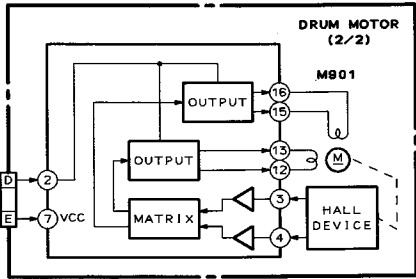 DRUM MOTOR
(2/2)
M901
16
OUTPUT
15
13
OUTPUT
M
12
D
2
3
E
7
VCC
MATRIX
HALL
DEVICE
4